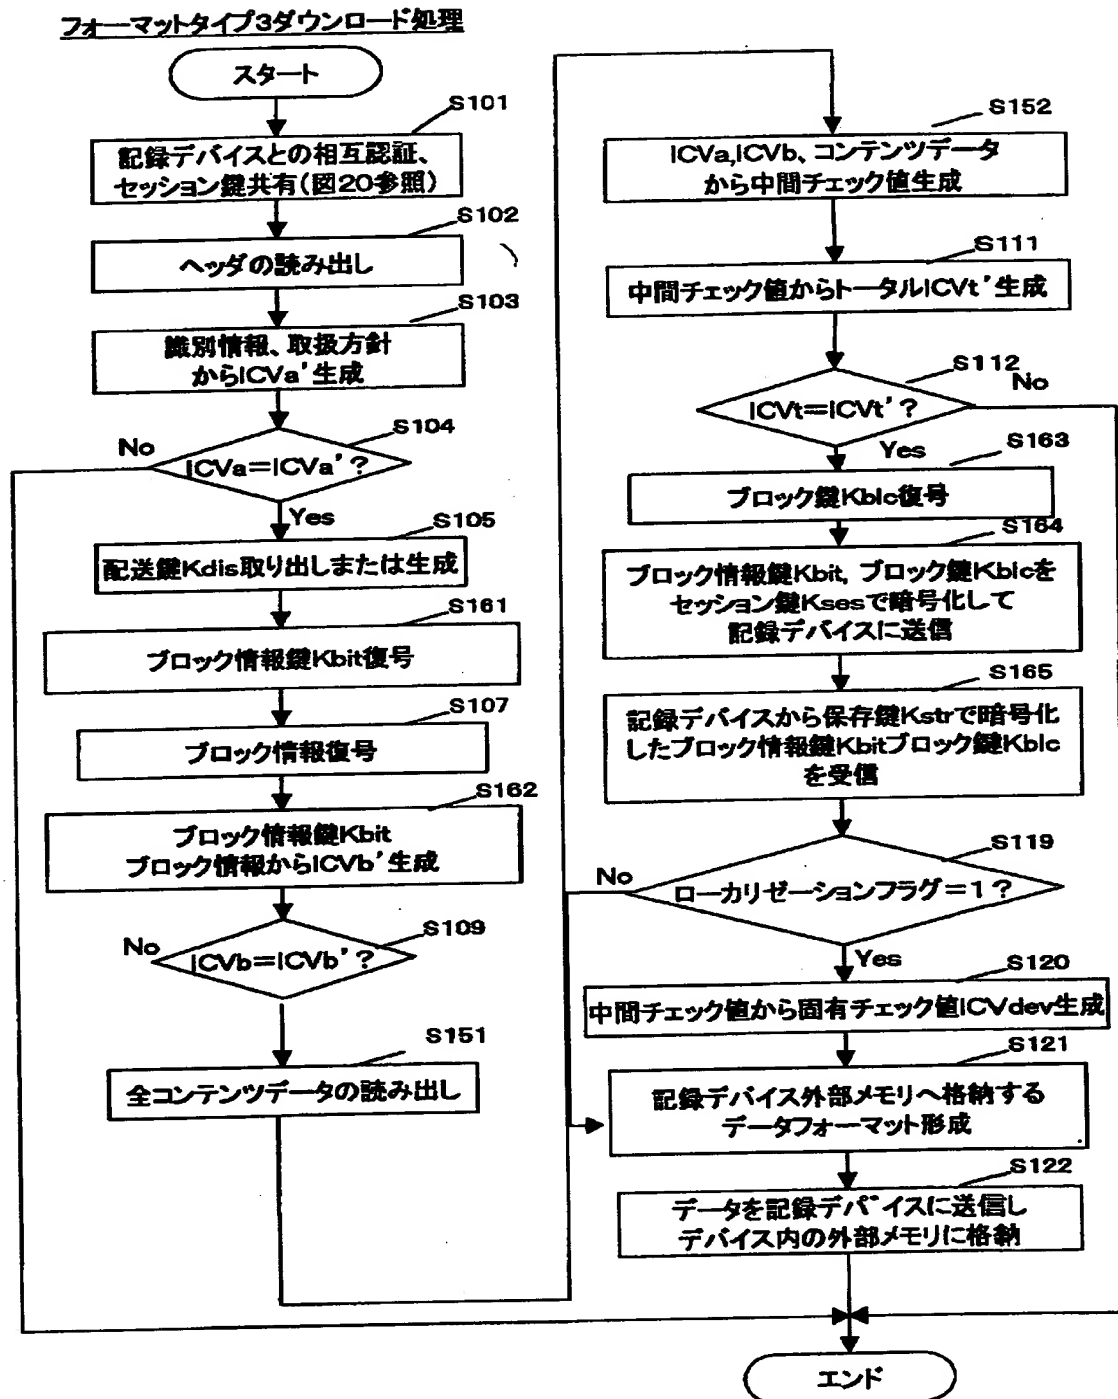 フォーマットタイプ3ダウンロード処理
スタート
S101
記録デバイスとの相互認証、
セッション鍵共有(図20参照)
S102
ヘッダの読み出し
S103
識別情報、取扱方針
からICVa'生成
S104
No
ICVa=ICVa'?
Yes
S105
配送鍵Kdis取り出しまたは生成
S161
ブロック情報鍵Kbit復号
S107
ブロック情報復号
S162
ブロック情報鍵Kbit
ブロック情報からICVb'生成
S109
No
ICVb=ICVb'?
S151
全コンテンツデータの読み出し
S152
ICVa,ICVb、コンテンツデータ
から中間チェック値生成
S111
中間チェック値からトータルICVt'生成
S112
No
ICVt=ICVt'?
Yes
S163
ブロック鍵Kblc復号
S164
ブロック情報鍵Kbit, ブロック鍵Kblcを
セッション鍵Ksesで暗号化して
記録デバイスに送信
S165
記録デバイスから保存鍵Kstrで暗号化
したブロック情報鍵Kbitブロック鍵Kblc
を受信
S119
No
ローカリゼーションフラグ=1?
Yes
S120
中間チェック値から固有チェック値ICVdev生成
S121
記録デバイス外部メモリへ格納する
データフォーマット形成
S122
データを記録デバイスに送信し
デバイス内の外部メモリに格納
エンド